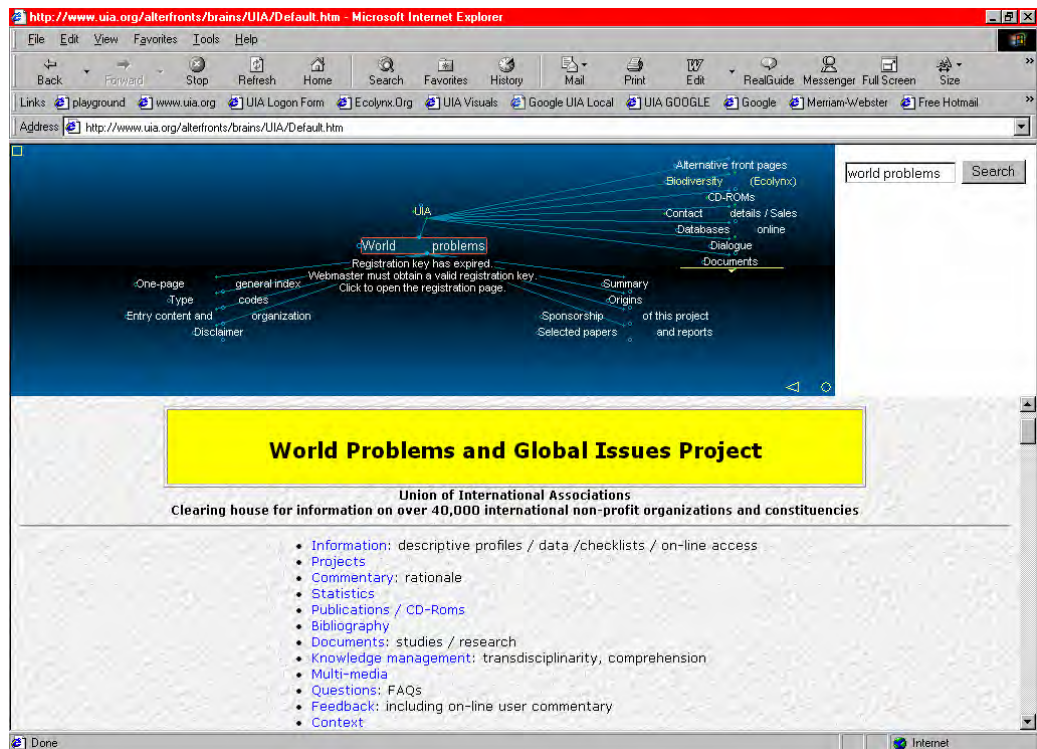 http://www.uia.org/alterfronts/brains/UIA/Default.htm - Microsoft Internet Explorer
File Edit View Favorites Tools Help
Back Forward Stop Refresh Home Search Favorites History Mail Print Edit RealGuide Messenger Full Screen Size »
Links playground www.uia.org UIA Logon Form Ecolynx.Org UIA Visuals Google UIA Local UIA GOOGLE Google Merriam-Webster Free Hotmail »
Address http://www.uia.org/alterfronts/brains/UIA/Default.htm
world problems Search
Alternative front pages
Biodiversity (Ecolynx)
CD-ROMs
UIA
Contact details / Sales
Databases online
World problems
Dialogue
Documents
Registration key has expired.
Webmaster must obtain a valid registration key.
Click to open the registration page.
One-page general index
Type codes
Entry content and organization
Disclaimer
Summary
Origins
Sponsorship of this project
Selected papers and reports
World Problems and Global Issues Project
Union of International Associations
Clearing house for information on over 40,000 international non-profit organizations and constituencies
• Information: descriptive profiles / data /checklists / on-line access
• Projects
• Commentary: rationale
• Statistics
• Publications / CD-Roms
• Bibliography
• Documents: studies / research
• Knowledge management: transdisciplinarity, comprehension
• Multi-media
• Questions: FAQs
• Feedback: including on-line user commentary
• Context
Done Internet